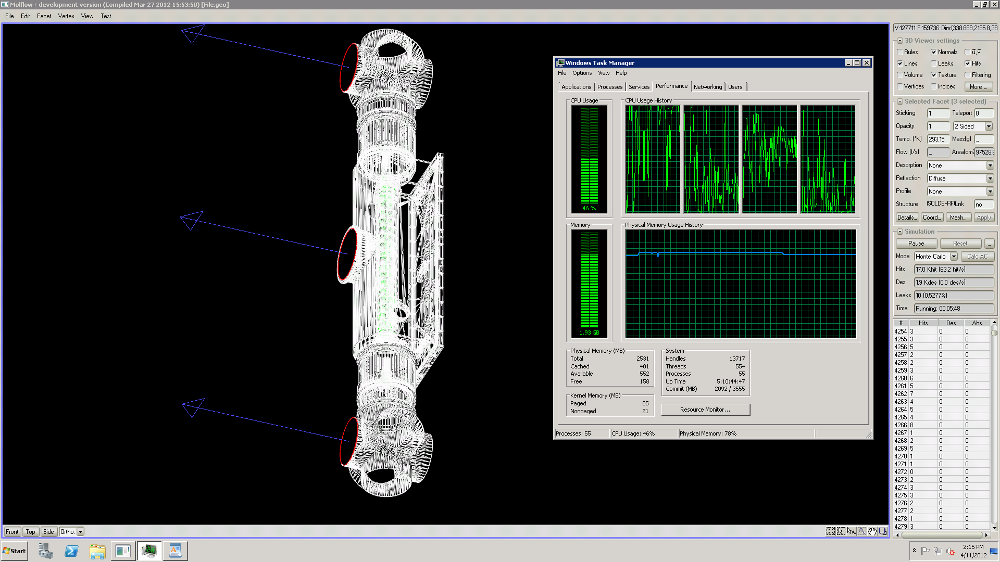 Molflow+ development version (Compiled Mar 27 2012 15:53:50) [File.geo]
File Edit Facet Vertex View Test
V:127711 F:159736 Dim:(338.889,2185.8,38
3D Viewer settings
Rules Normals u,v
Lines Leaks Hits
Volume Texture Filtering
Vertices Indices More ...
Selected Facet (3 selected)
Sticking 1 Teleport 0
Opacity 1 2 Sided
Temp. (°K) 293.15 Mass(g) ...
Flow (l/s) ... Area(cm2 97528.6
Desorption None
Reflection Diffuse
Profile None
Structure ISOLDE-RFI Lnk no
Details... Coord... Mesh... Apply
Simulation
Pause Reset ...
Mode Monte Carlo Calc AC
Hits 17.0 Khit (63.2 hit/s)
Des. 1.9 Kdes (0.0 des/s)
Leaks 10 (0.5277%)
Time Running: 00:05:48
# Hits Des Abs
4254 3 0 0
4255 3 0 0
4256 5 0 0
4257 2 0 0
4258 2 0 0
4259 3 0 0
4260 6 0 0
4261 5 0 0
4262 7 0 0
4263 4 0 0
4264 5 0 0
4265 4 0 0
4266 8 0 0
4267 1 0 0
4268 2 0 0
4269 5 0 0
4270 1 0 0
4271 1 0 0
4272 0 0 0
4273 2 0 0
4274 3 0 0
4275 3 0 0
4276 2 0 0
4277 2 0 0
4278 1 0 0
4279 3 0 0
Windows Task Manager
File Options View Help
Applications Processes Services Performance Networking Users
CPU Usage CPU Usage History
46 %
Memory Physical Memory Usage History
1.93 GB
Physical Memory (MB)
Total 2531
Cached 401
Available 552
Free 158
Kernel Memory (MB)
Paged 85
Nonpaged 21
System
Handles 13717
Threads 554
Processes 55
Up Time 5:10:44:47
Commit (MB) 2092 / 3555
Resource Monitor...
Processes: 55 CPU Usage: 46% Physical Memory: 78%
Front Top Side Ortho.
Start
2:15 PM
4/11/2012